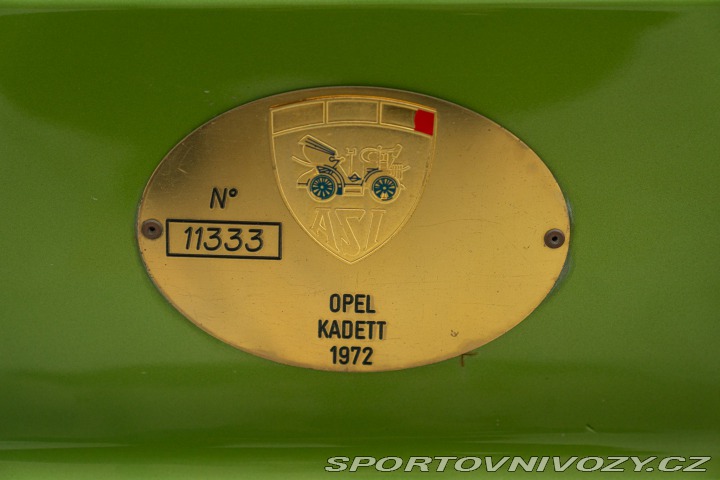 N°
11333
ASI
OPEL
KADETT
1972
SPORTOVNIVOZY.CZ